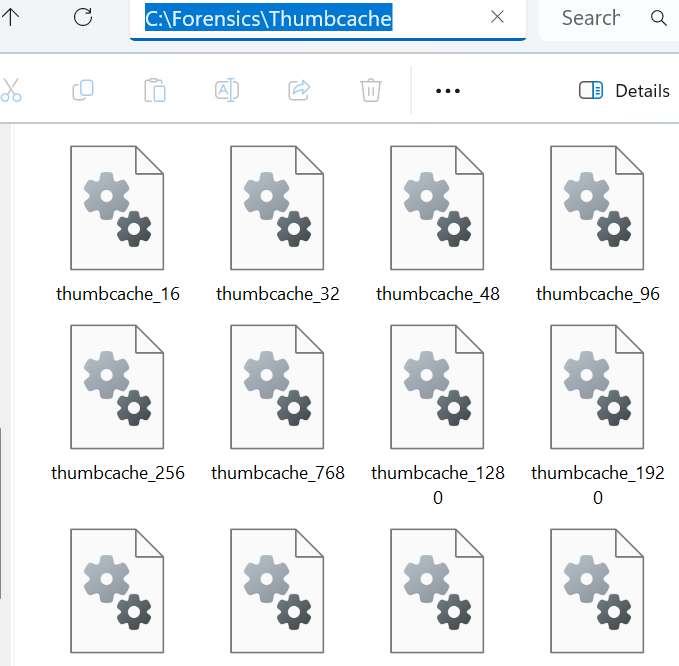 C:\Forensics\Thumbcache
Search
Details
thumbcache_16
thumbcache_32
thumbcache_48
thumbcache_96
thumbcache_256
thumbcache_768
thumbcache_128
0
thumbcache_192
0